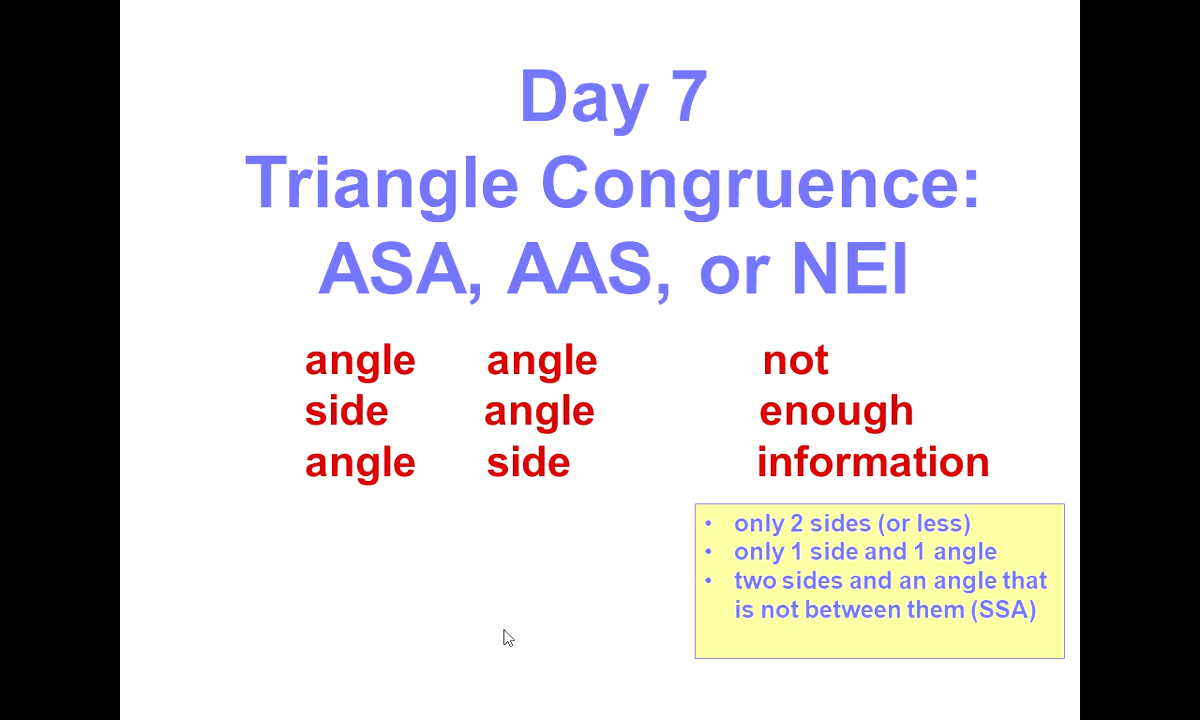 Day 7
Triangle Congruence:
ASA, AAS, or NEI
angle angle not
side angle enough
angle side information
• only 2 sides (or less)
• only 1 side and 1 angle
• two sides and an angle that
is not between them (SSA)